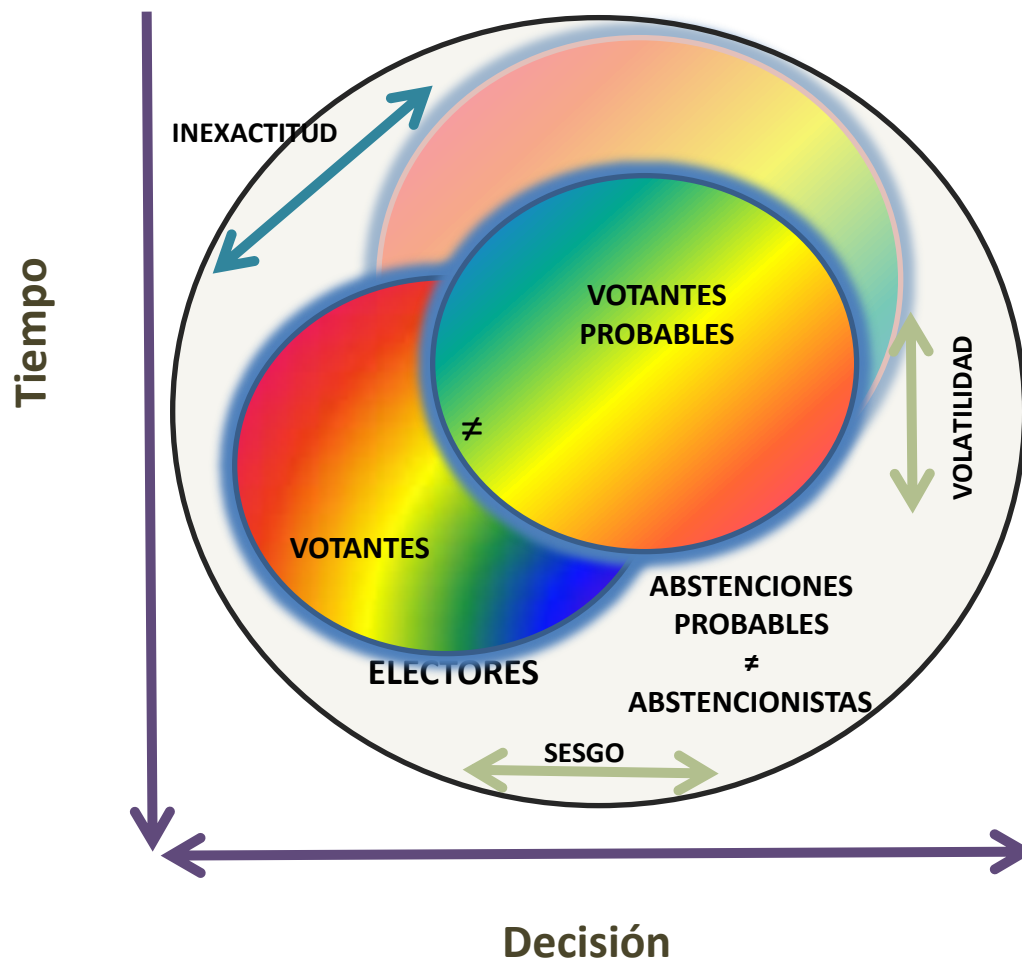 INEXACTITUD
Tiempo
VOTANTES
PROBABLES
VOLATILIDAD
≠
VOTANTES
ABSTENCIONES
PROBABLES
≠
ABSTENCIONISTAS
ELECTORES
SESGO
Decisión